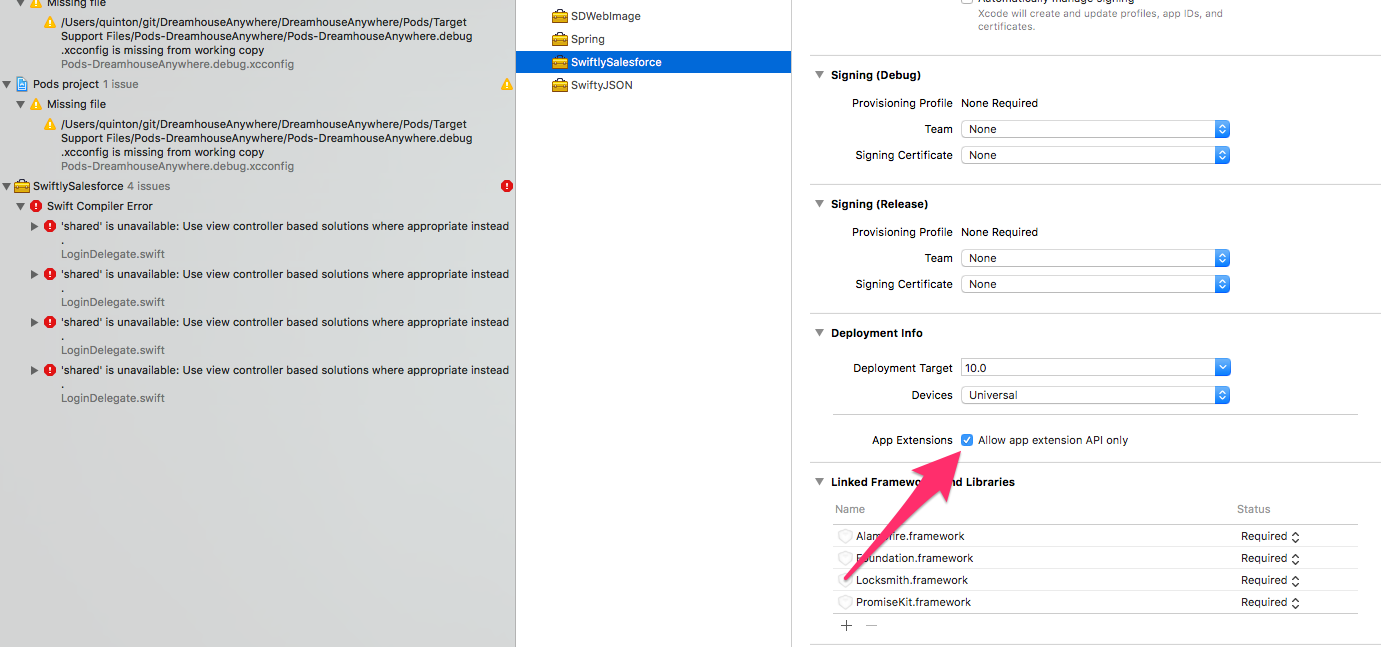 Missing file
/Users/quinton/git/DreamhouseAnywhere/DreamhouseAnywhere/Pods/Target
Support Files/Pods-DreamhouseAnywhere/Pods-DreamhouseAnywhere.debug
.xcconfig is missing from working copy
Pods-DreamhouseAnywhere.debug.xcconfig
Pods project 1 issue
Missing file
/Users/quinton/git/DreamhouseAnywhere/DreamhouseAnywhere/Pods/Target
Support Files/Pods-DreamhouseAnywhere/Pods-DreamhouseAnywhere.debug
.xcconfig is missing from working copy
Pods-DreamhouseAnywhere.debug.xcconfig
SwiftlySalesforce 4 issues
Swift Compiler Error
'shared' is unavailable: Use view controller based solutions where appropriate instead
.
LoginDelegate.swift
'shared' is unavailable: Use view controller based solutions where appropriate instead
.
LoginDelegate.swift
'shared' is unavailable: Use view controller based solutions where appropriate instead
.
LoginDelegate.swift
'shared' is unavailable: Use view controller based solutions where appropriate instead
.
LoginDelegate.swift
SDWebImage
Spring
SwiftlySalesforce
SwiftyJSON
Automatically manage signing
Xcode will create and update profiles, app IDs, and
certificates.
Signing (Debug)
Provisioning Profile None Required
Team None
Signing Certificate None
Signing (Release)
Provisioning Profile None Required
Team None
Signing Certificate None
Deployment Info
Deployment Target 10.0
Devices Universal
App Extensions Allow app extension API only
Linked Frameworks and Libraries
Name Status
Alamofire.framework Required
Foundation.framework Required
Locksmith.framework Required
PromiseKit.framework Required